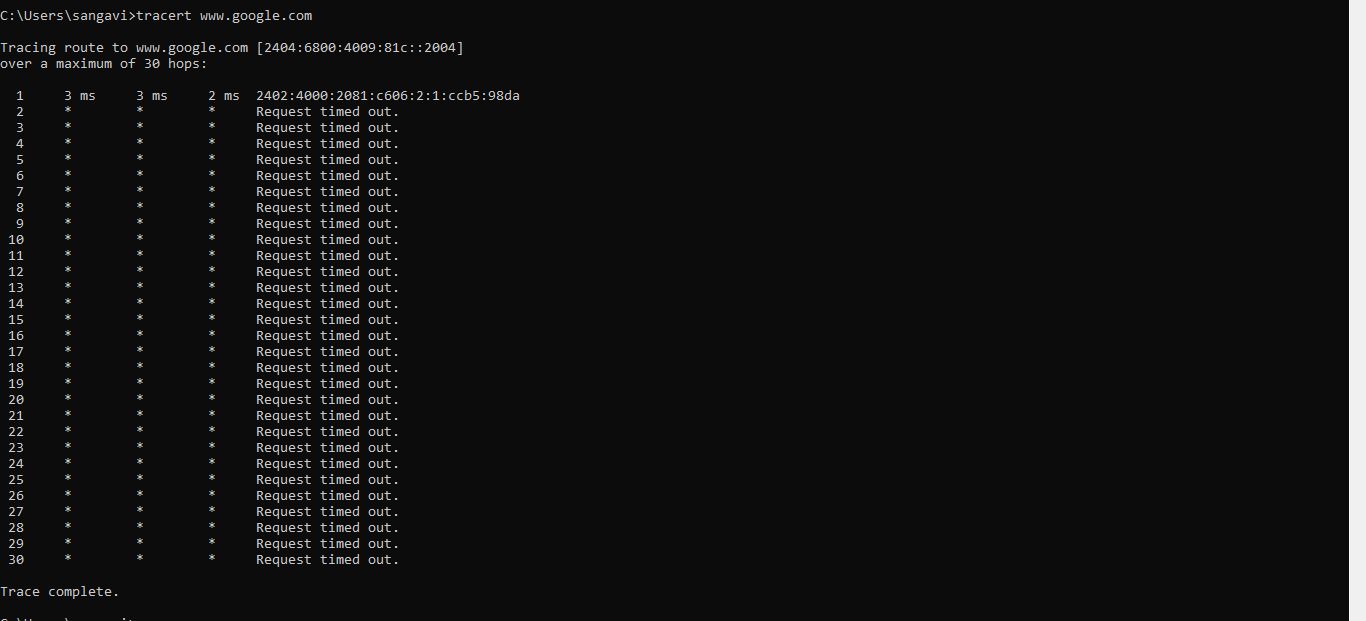 C:\Users\sangavi>tracert www.google.com
Tracing route to www.google.com [2404:6800:4009:81c::2004]
over a maximum of 30 hops:
1 3 ms 3 ms 2 ms 2402:4000:2081:c606:2:1:ccb5:98da
2 * * * Request timed out.
3 * * * Request timed out.
4 * * * Request timed out.
5 * * * Request timed out.
6 * * * Request timed out.
7 * * * Request timed out.
8 * * * Request timed out.
9 * * * Request timed out.
10 * * * Request timed out.
11 * * * Request timed out.
12 * * * Request timed out.
13 * * * Request timed out.
14 * * * Request timed out.
15 * * * Request timed out.
16 * * * Request timed out.
17 * * * Request timed out.
18 * * * Request timed out.
19 * * * Request timed out.
20 * * * Request timed out.
21 * * * Request timed out.
22 * * * Request timed out.
23 * * * Request timed out.
24 * * * Request timed out.
25 * * * Request timed out.
26 * * * Request timed out.
27 * * * Request timed out.
28 * * * Request timed out.
29 * * * Request timed out.
30 * * * Request timed out.
Trace complete.